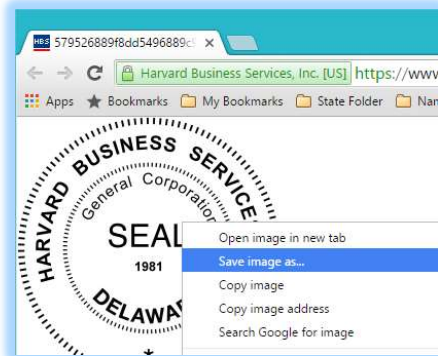 HBS 579526889f8dd5496889c
Harvard Business Services, Inc. [US] https://www
Apps Bookmarks My Bookmarks State Folder Nan
HARVARD BUSINESS SERVICE
General Corporation
SEAL
1981
DELAWA
Open image in new tab
Save image as...
Copy image
Copy image address
Search Google for image